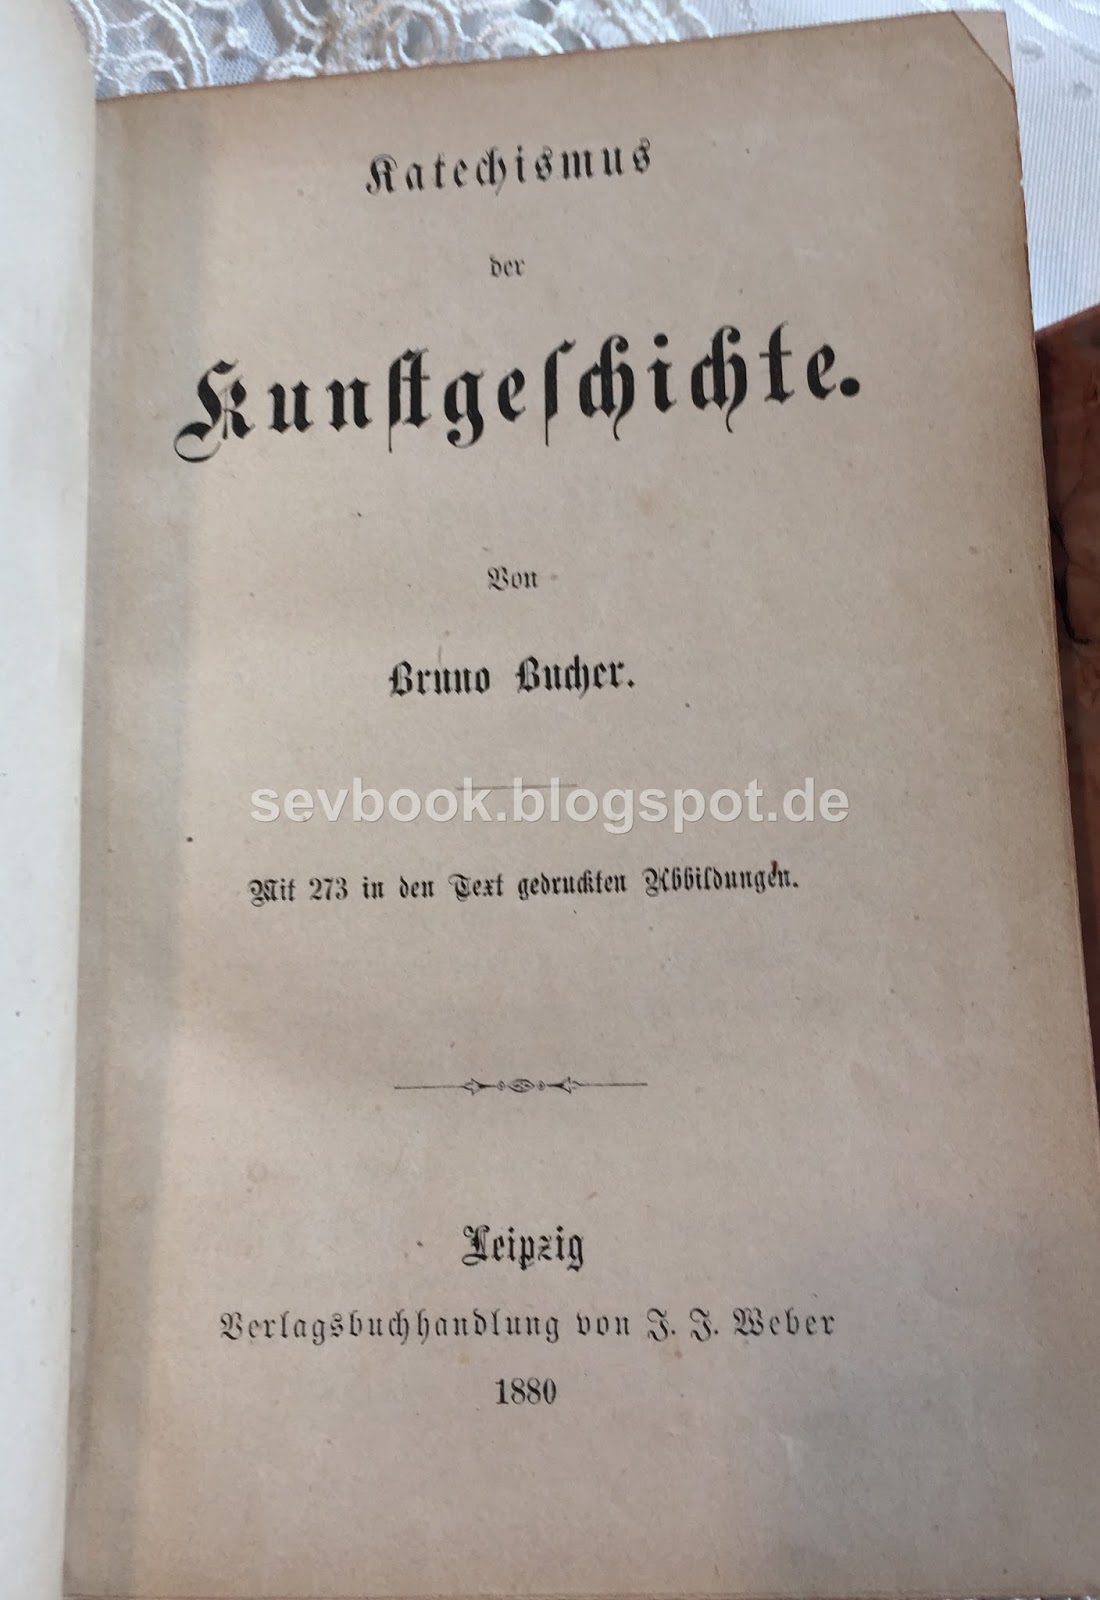 Katechismus
der
Kunſtgeſchichte.
Von
Bruno Bucher.
sevbook.blogspot.de
Mit 273 in den Text gedruckten Abbildungen.
Leipzig
Verlagsbuchhandlung von J. J. Weber
1880